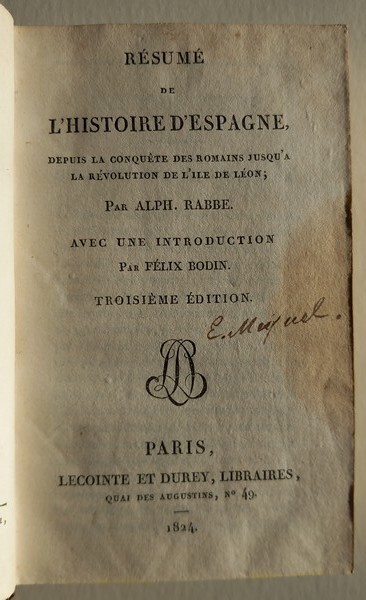 RÉSUMÉ
DE
L'HISTOIRE D'ESPAGNE,
DEPUIS LA CONQUÊTE DES ROMAINS JUSQU'A
LA RÉVOLUTION DE L'ILE DE LÉON;
PAR ALPH. RABBE.
AVEC UNE INTRODUCTION
PAR FÉLIX BODIN.
TROISIÈME ÉDITION.
E.
PARIS,
LECOINTE ET DUREY, LIBRAIRES,
QUAI DES AUGUSTINS, No 49.
1824.